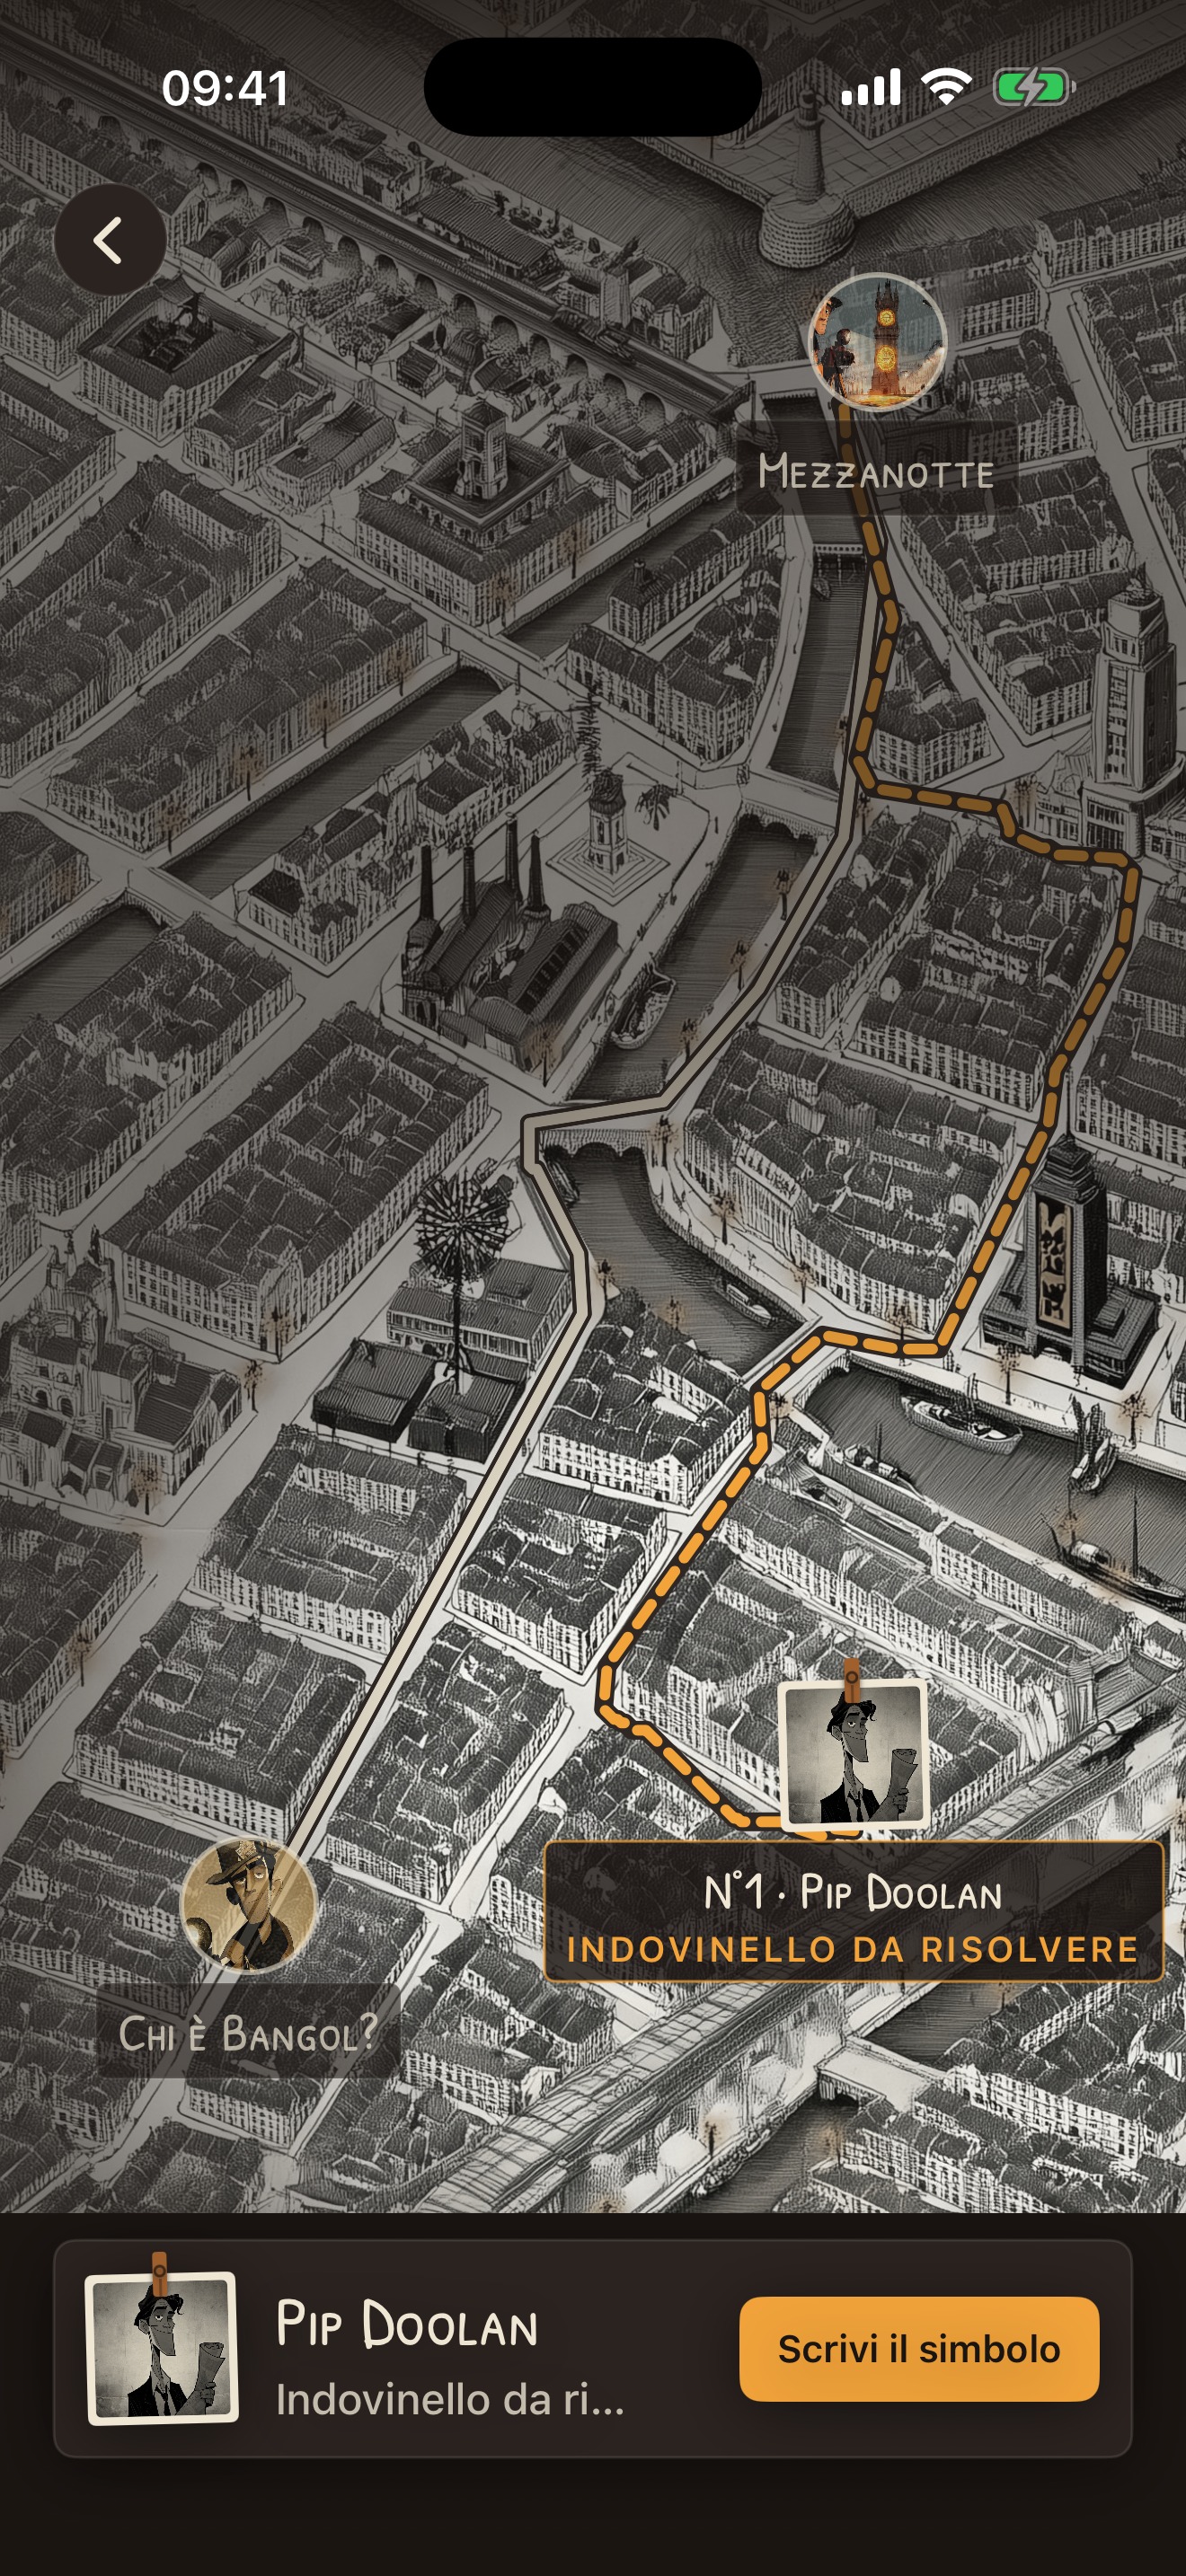 09:41
Mezzanotte
N°1 · Pip Doolan
INDOVINELLO DA RISOLVERE
Chi è Bangol?
Pip Doolan
Indovinello da ri...
Scrivi il simbolo